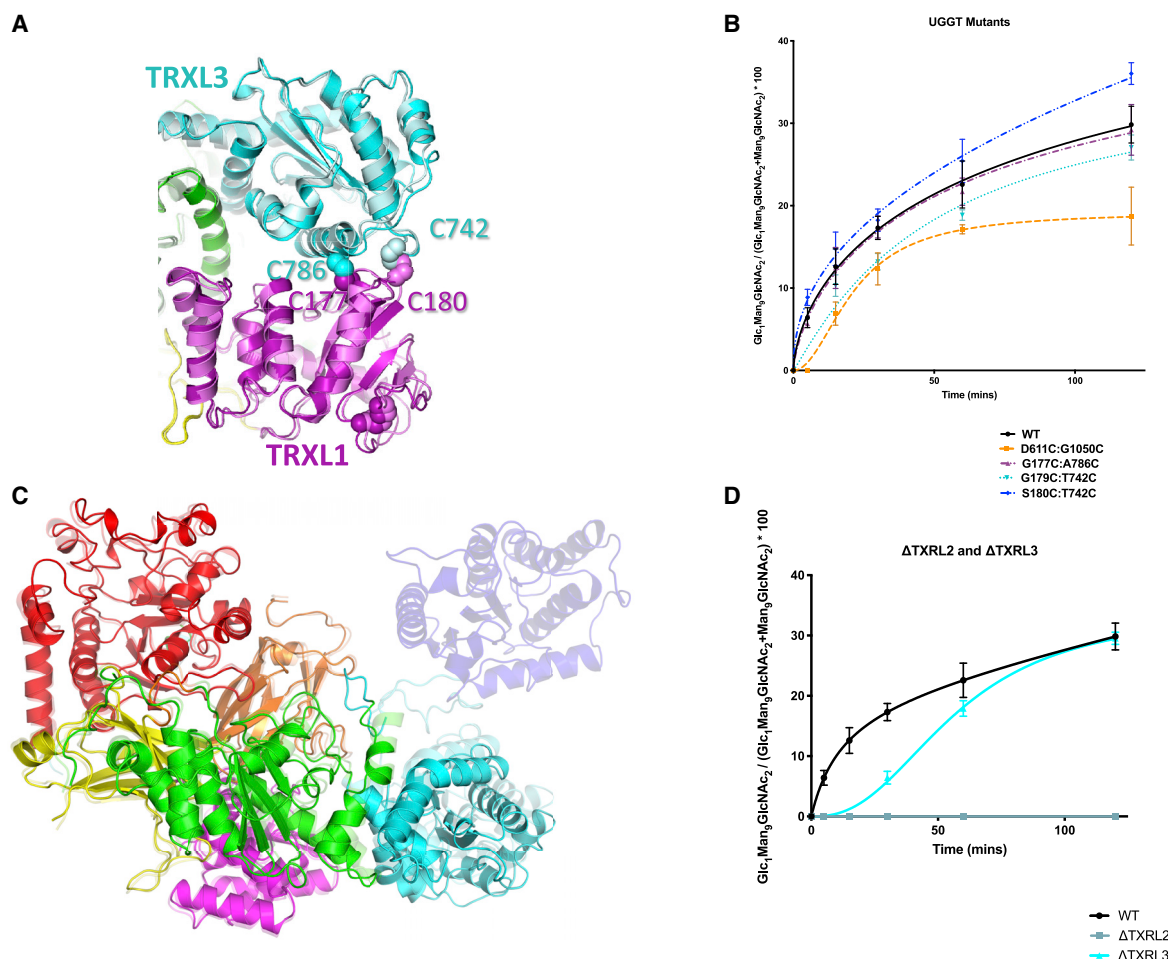 A
TRXL3
C742
C786
C177
C180
TRXL1
B
UGGT Mutants
Glc₁Man₉GlcNAc₂ / (Glc₁Man₉GlcNAc₂+Man₉GlcNAc₂) * 100
40
30
20
10
0
0 50 100
Time (mins)
WT
D611C:G1050C
G177C:A786C
G179C:T742C
S180C:T742C
C
D
ΔTXRL2 and ΔTXRL3
Glc₁Man₉GlcNAc₂ / (Glc₁Man₉GlcNAc₂+Man₉GlcNAc₂) * 100
40
30
20
10
0
0 50 100
Time (mins)
WT
ΔTXRL2
ΔTXRL3